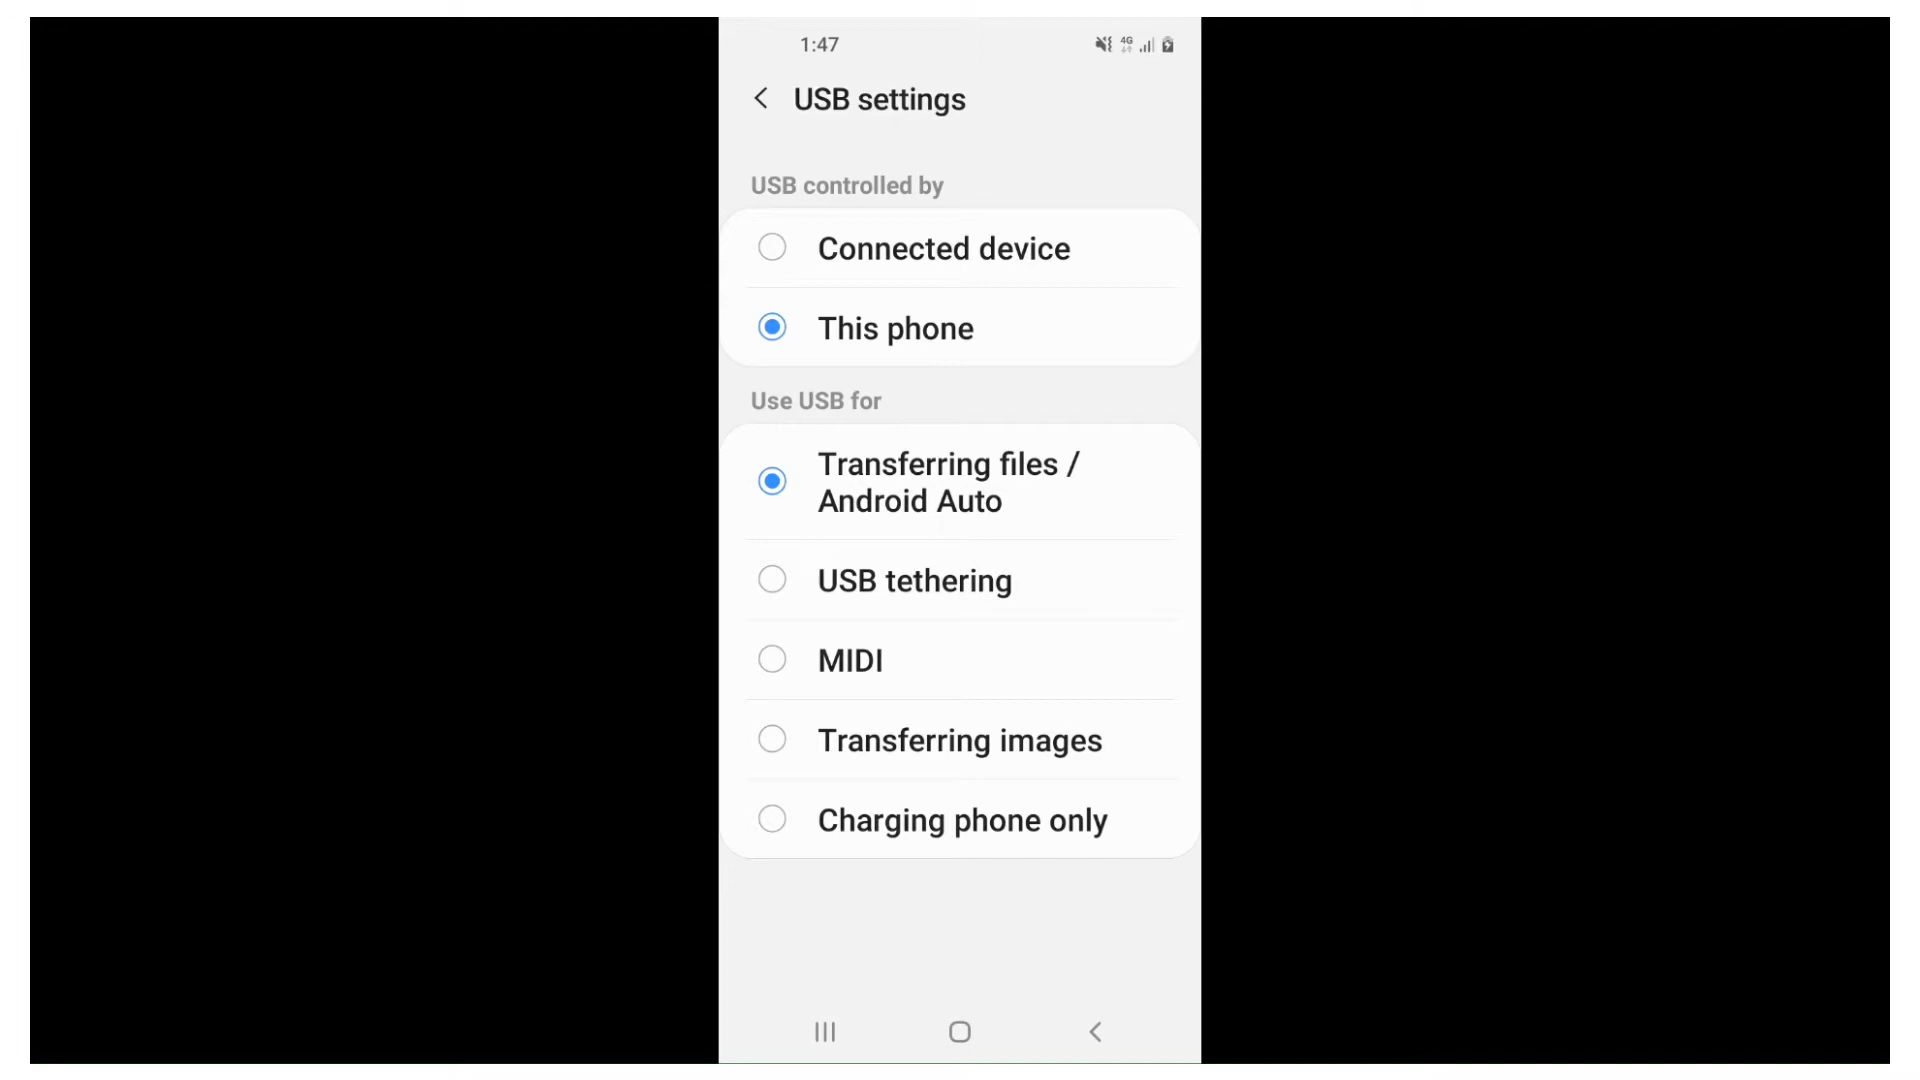 1:47
4G
USB settings
USB controlled by
Connected device
This phone
Use USB for
Transferring files /
Android Auto
USB tethering
MIDI
Transferring images
Charging phone only